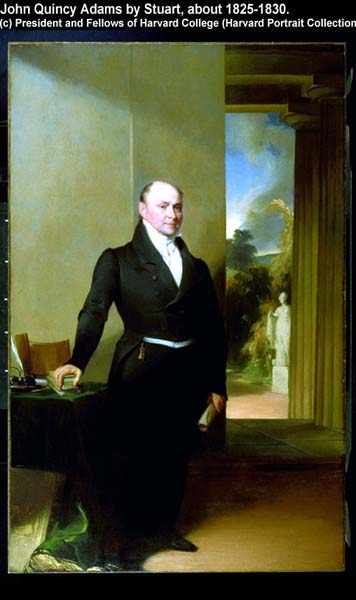 John Quincy Adams by Stuart, about 1825-1830.
(c) President and Fellows of Harvard College (Harvard Portrait Collection